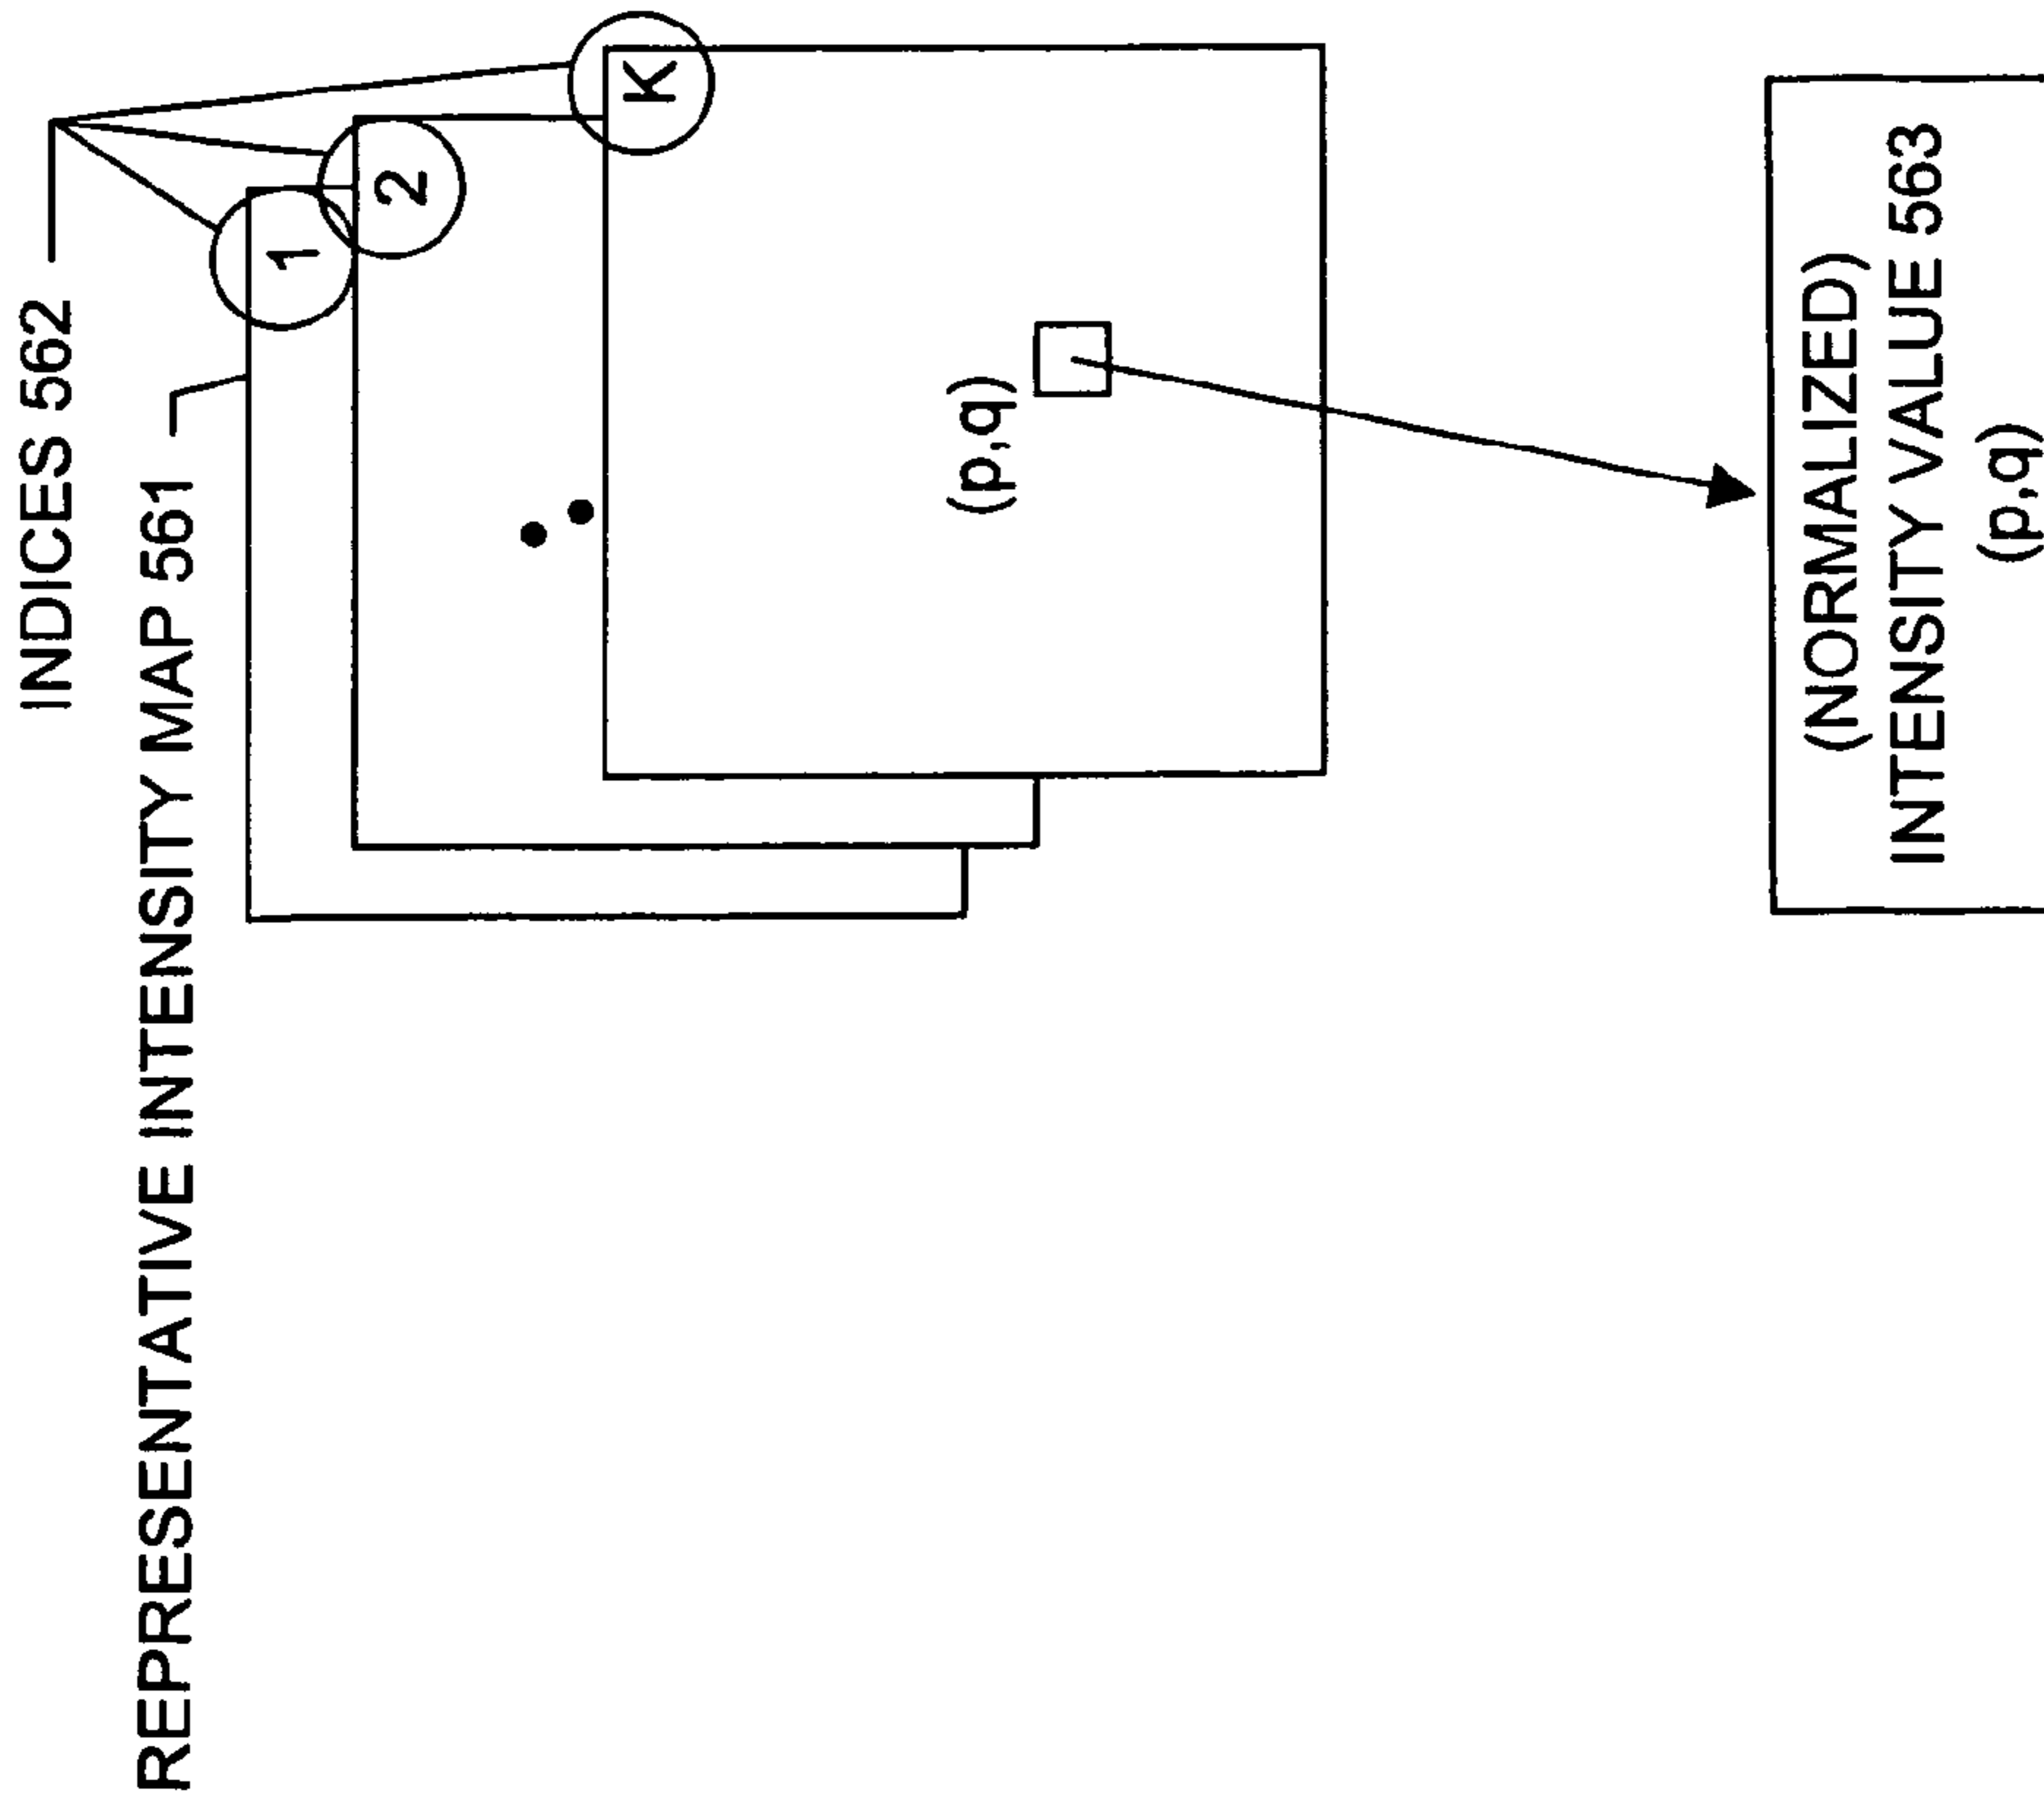 INDICES 562
REPRESENTATIVE INTENSITY MAP 561
1
2
K
(p,q)
(NORMALIZED)
INTENSITY VALUE 563
(p,q)